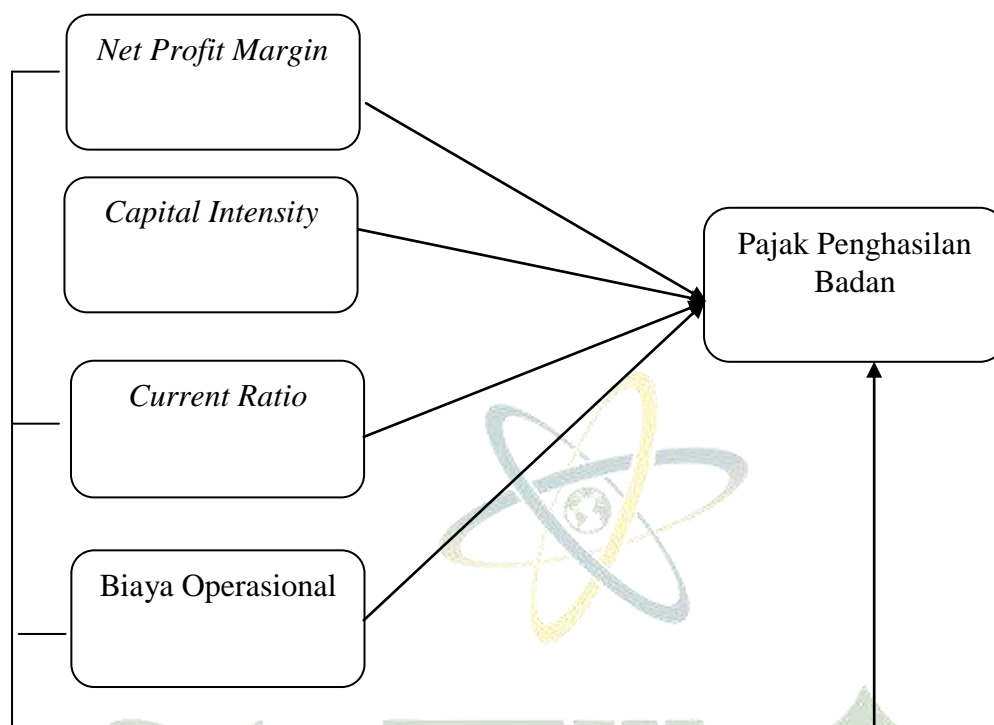 Net Profit Margin
Capital Intensity
Pajak Penghasilan
Badan
Current Ratio
Biaya Operasional